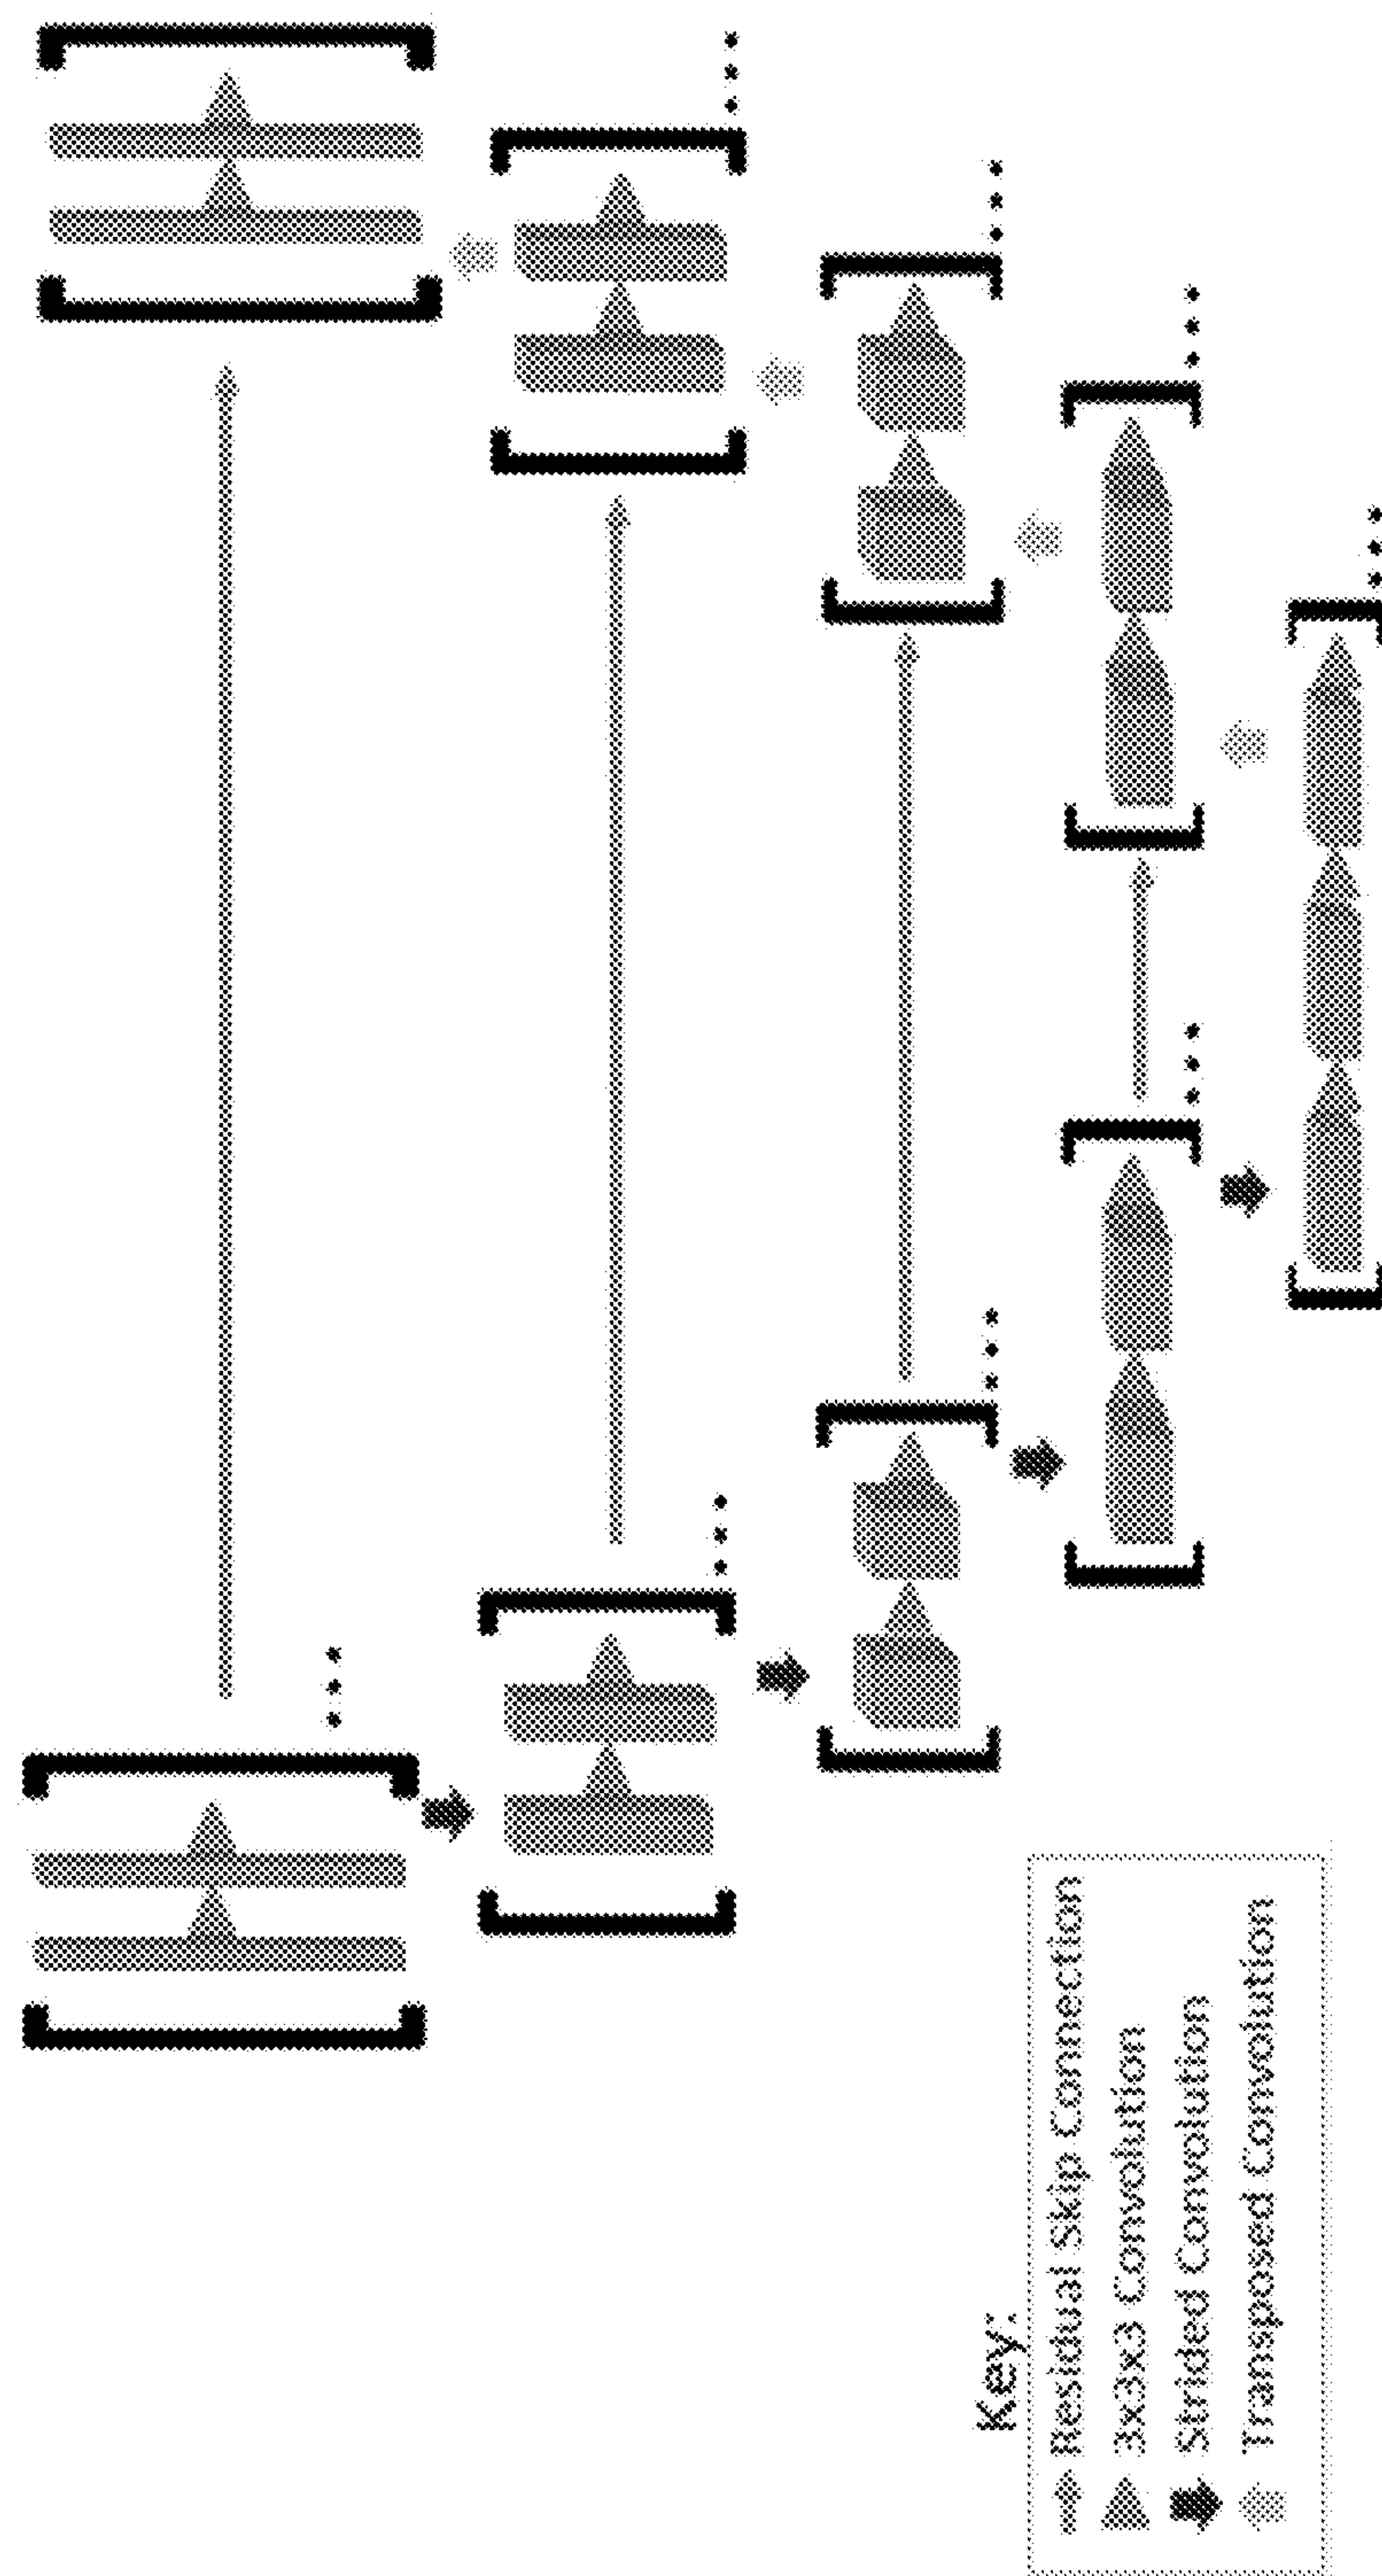 Key:
Residual Skip Connection
3x3x3 Convolution
Strided Convolution
Transposed Convolution